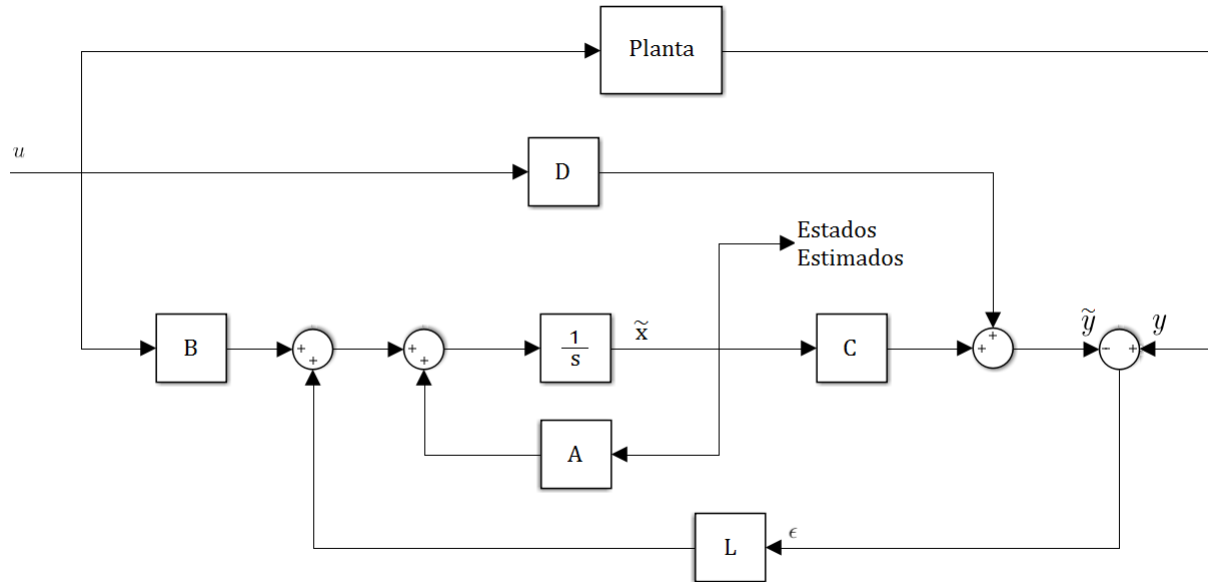 Planta
u
D
Estados
Estimados
B
+
+
+
+
1
s
x̃
C
+
+
ỹ
-
+
y
A
L
ϵ